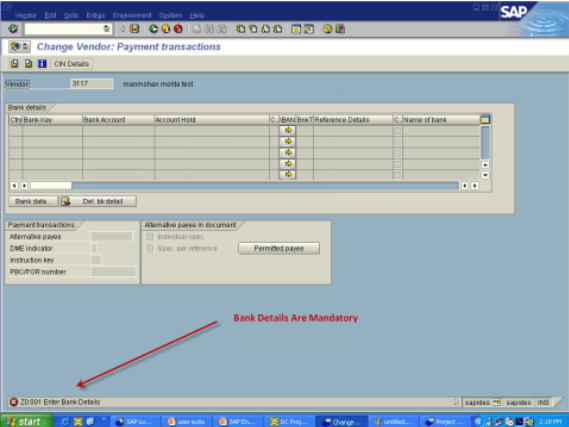 Vendor Edit Goto Extras Environment System Help
SAP
Change Vendor: Payment transactions
CIN Details
Vendor 3117 manmohan mohta test
Bank details
Ctry Bank Key Bank Account Account Hold C. IBAN BnkT Reference Details C. Name of bank
Bank data... Del. bk detail
Payment transactions Alternative payee in document
Alternative payee Individual spec.
DME indicator Spec. per reference Permitted payee
Instruction key
PBC/POR number
Bank Details Are Mandatory
Z0:001 Enter Bank Details sapides sapides INS
start SAP Lo... user exits SAP En... DC Proj... Change ... untitled... Project ... 2:18 PM